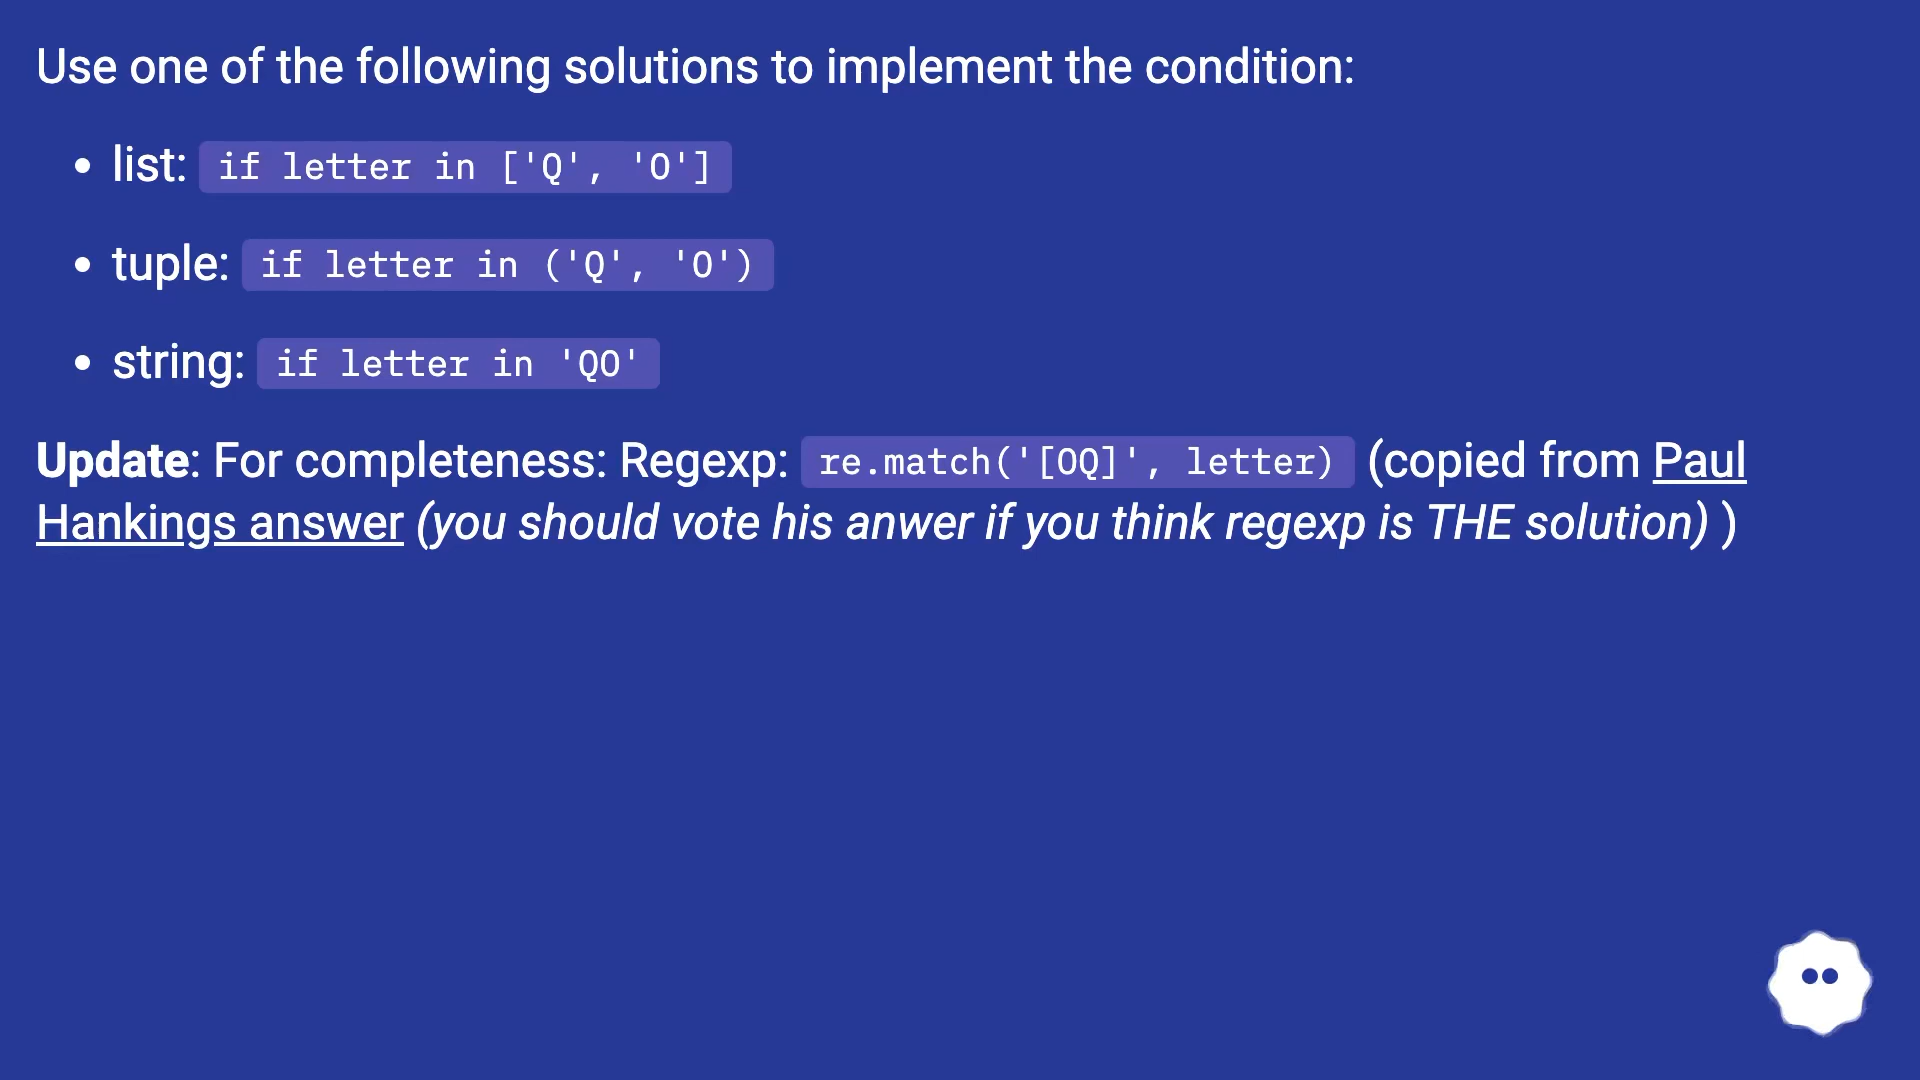 Use one of the following solutions to implement the condition:
• list: if letter in ['Q', 'O']
• tuple: if letter in ('Q', 'O')
• string: if letter in 'QO'
Update: For completeness: Regexp: re.match('[OQ]', letter) (copied from Paul
Hankings answer (you should vote his anwer if you think regexp is THE solution) )